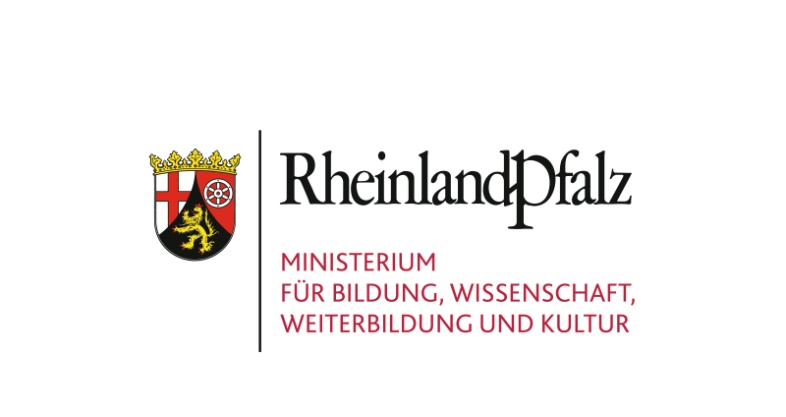 RheinlandPfalz
MINISTERIUM
FÜR BILDUNG, WISSENSCHAFT,
WEITERBILDUNG UND KULTUR